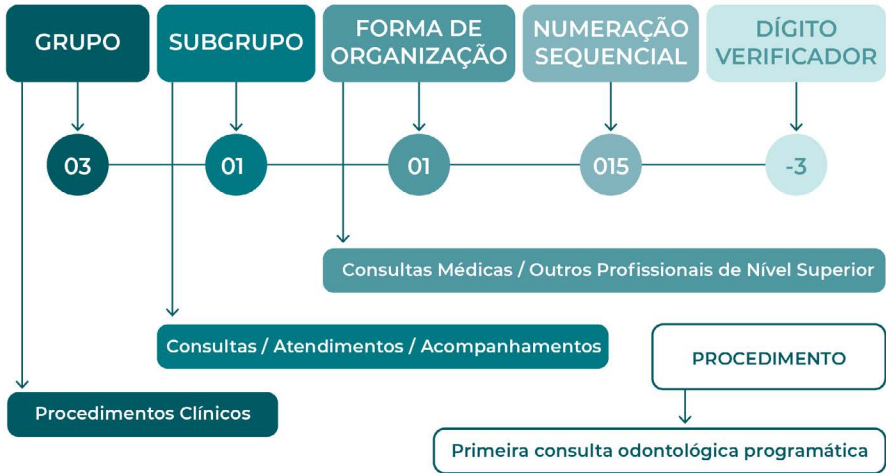 GRUPO
SUBGRUPO
FORMA DE
ORGANIZAÇÃO
NUMERAÇÃO
SEQUENCIAL
DÍGITO
VERIFICADOR
03
01
01
015
-3
Consultas Médicas / Outros Profissionais de Nível Superior
Consultas / Atendimentos / Acompanhamentos
PROCEDIMENTO
Procedimentos Clínicos
Primeira consulta odontológica programática